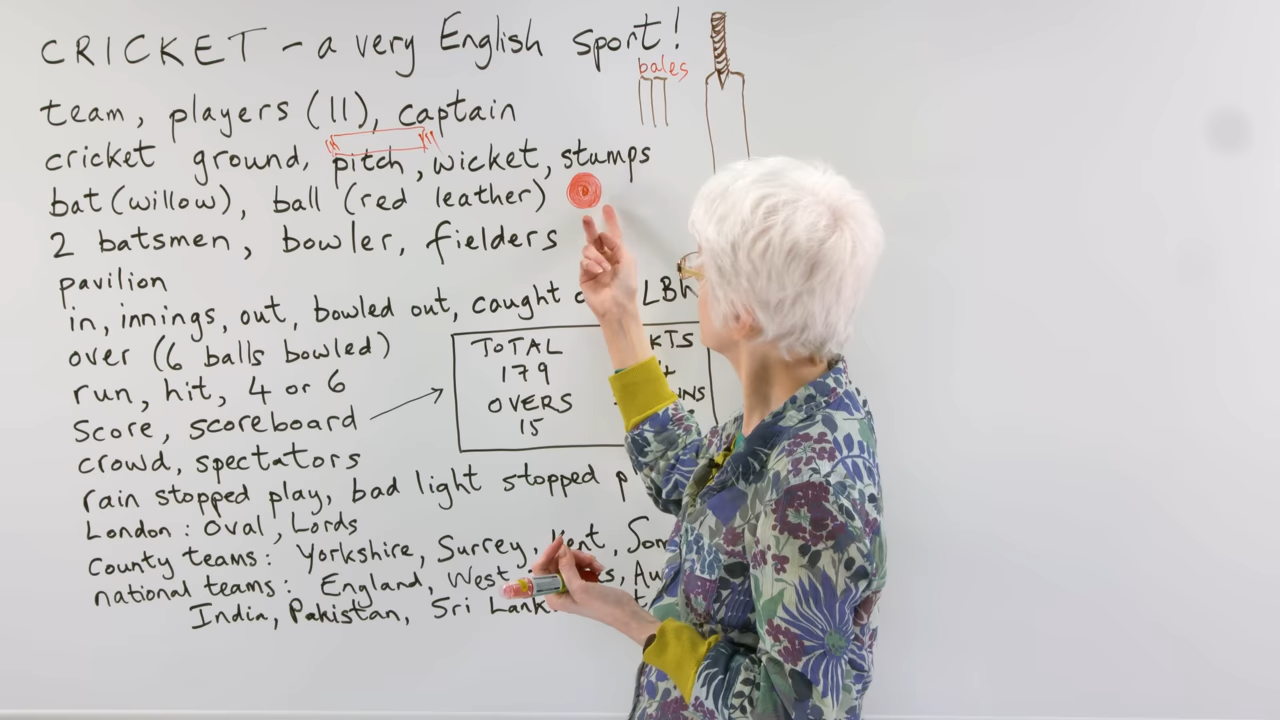 CRICKET - a very English sport!
bales
team, players (11), captain
cricket ground, pitch, wicket, stumps
bat (willow), ball (red leather)
2 batsmen, bowler, fielders
pavilion
in, innings, out, bowled out, caught
over (6 balls bowled)
run, hit, 4 or 6
TOTAL
179
OVERS
15
score, scoreboard
crowd, spectators
rain stopped play, bad light stopped
London: Oval, Lords
County teams: Yorkshire, Surrey, Kent,
national teams: England, West
India, Pakistan, Sri